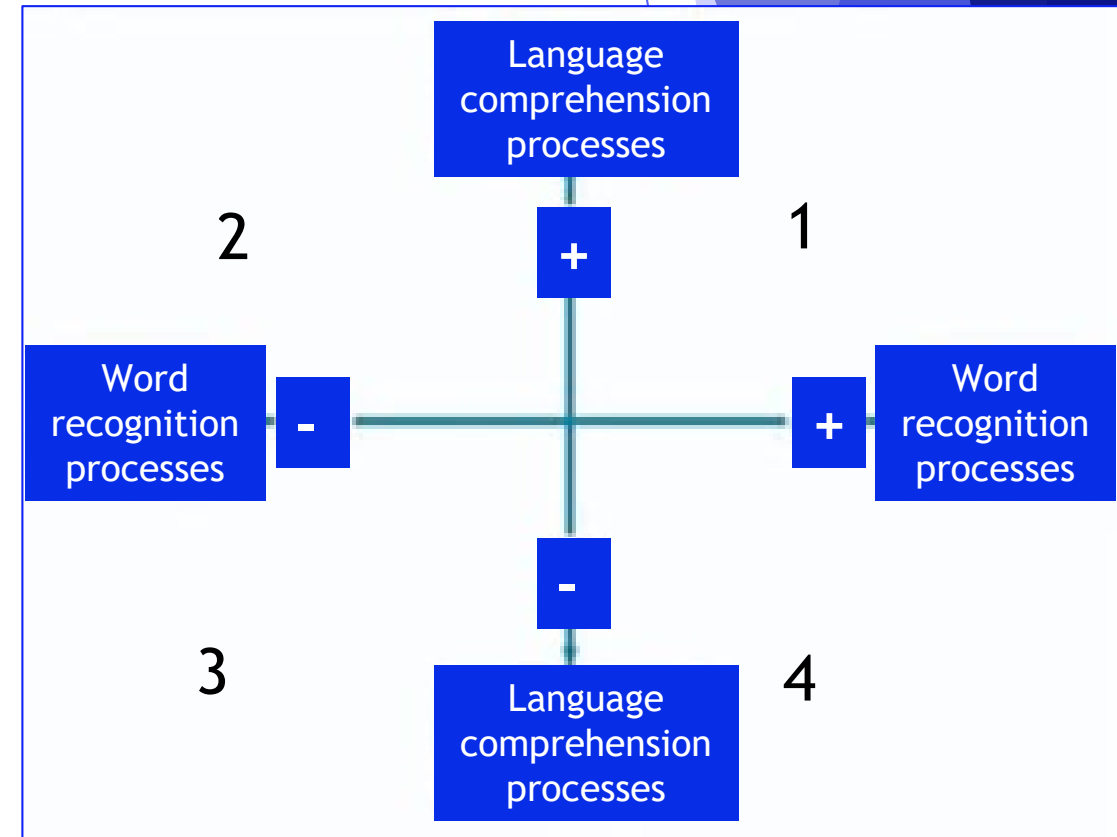 Language
comprehension
processes
2
1
+
Word
recognition
processes
-
+
Word
recognition
processes
-
3
4
Language
comprehension
processes